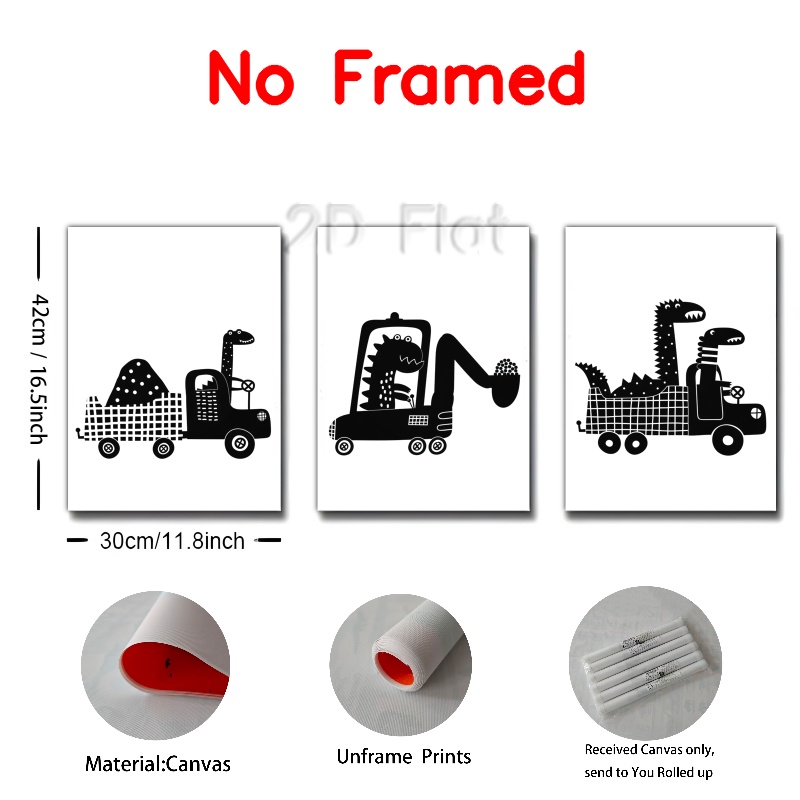 No Framed
2D Flat
42cm / 16.5inch
30cm/11.8inch
Material:Canvas
Unframe Prints
Received Canvas only,
send to You Rolled up